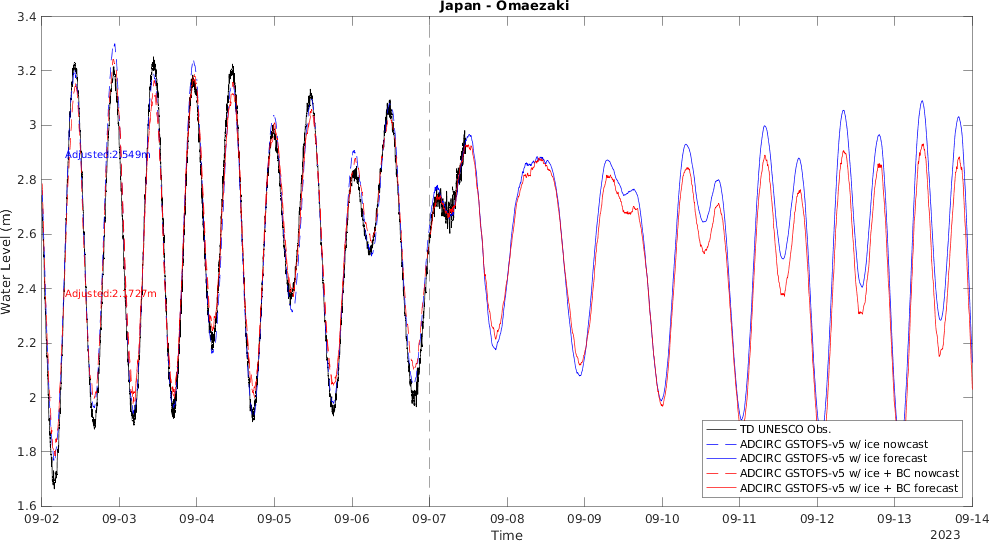 Japan - Omaezaki
3.4
3.2
3
2.8
2.6
2.4
2.2
2
1.8
1.6
Water Level (m)
Adjusted:2.549m
Adjusted:2.1727m
TD UNESCO Obs.
ADCIRC GSTOFS-v5 w/ ice nowcast
ADCIRC GSTOFS-v5 w/ ice forecast
ADCIRC GSTOFS-v5 w/ ice + BC nowcast
ADCIRC GSTOFS-v5 w/ ice + BC forecast
09-02 09-03 09-04 09-05 09-06 09-07 09-08 09-09 09-10 09-11 09-12 09-13 09-14
Time
2023